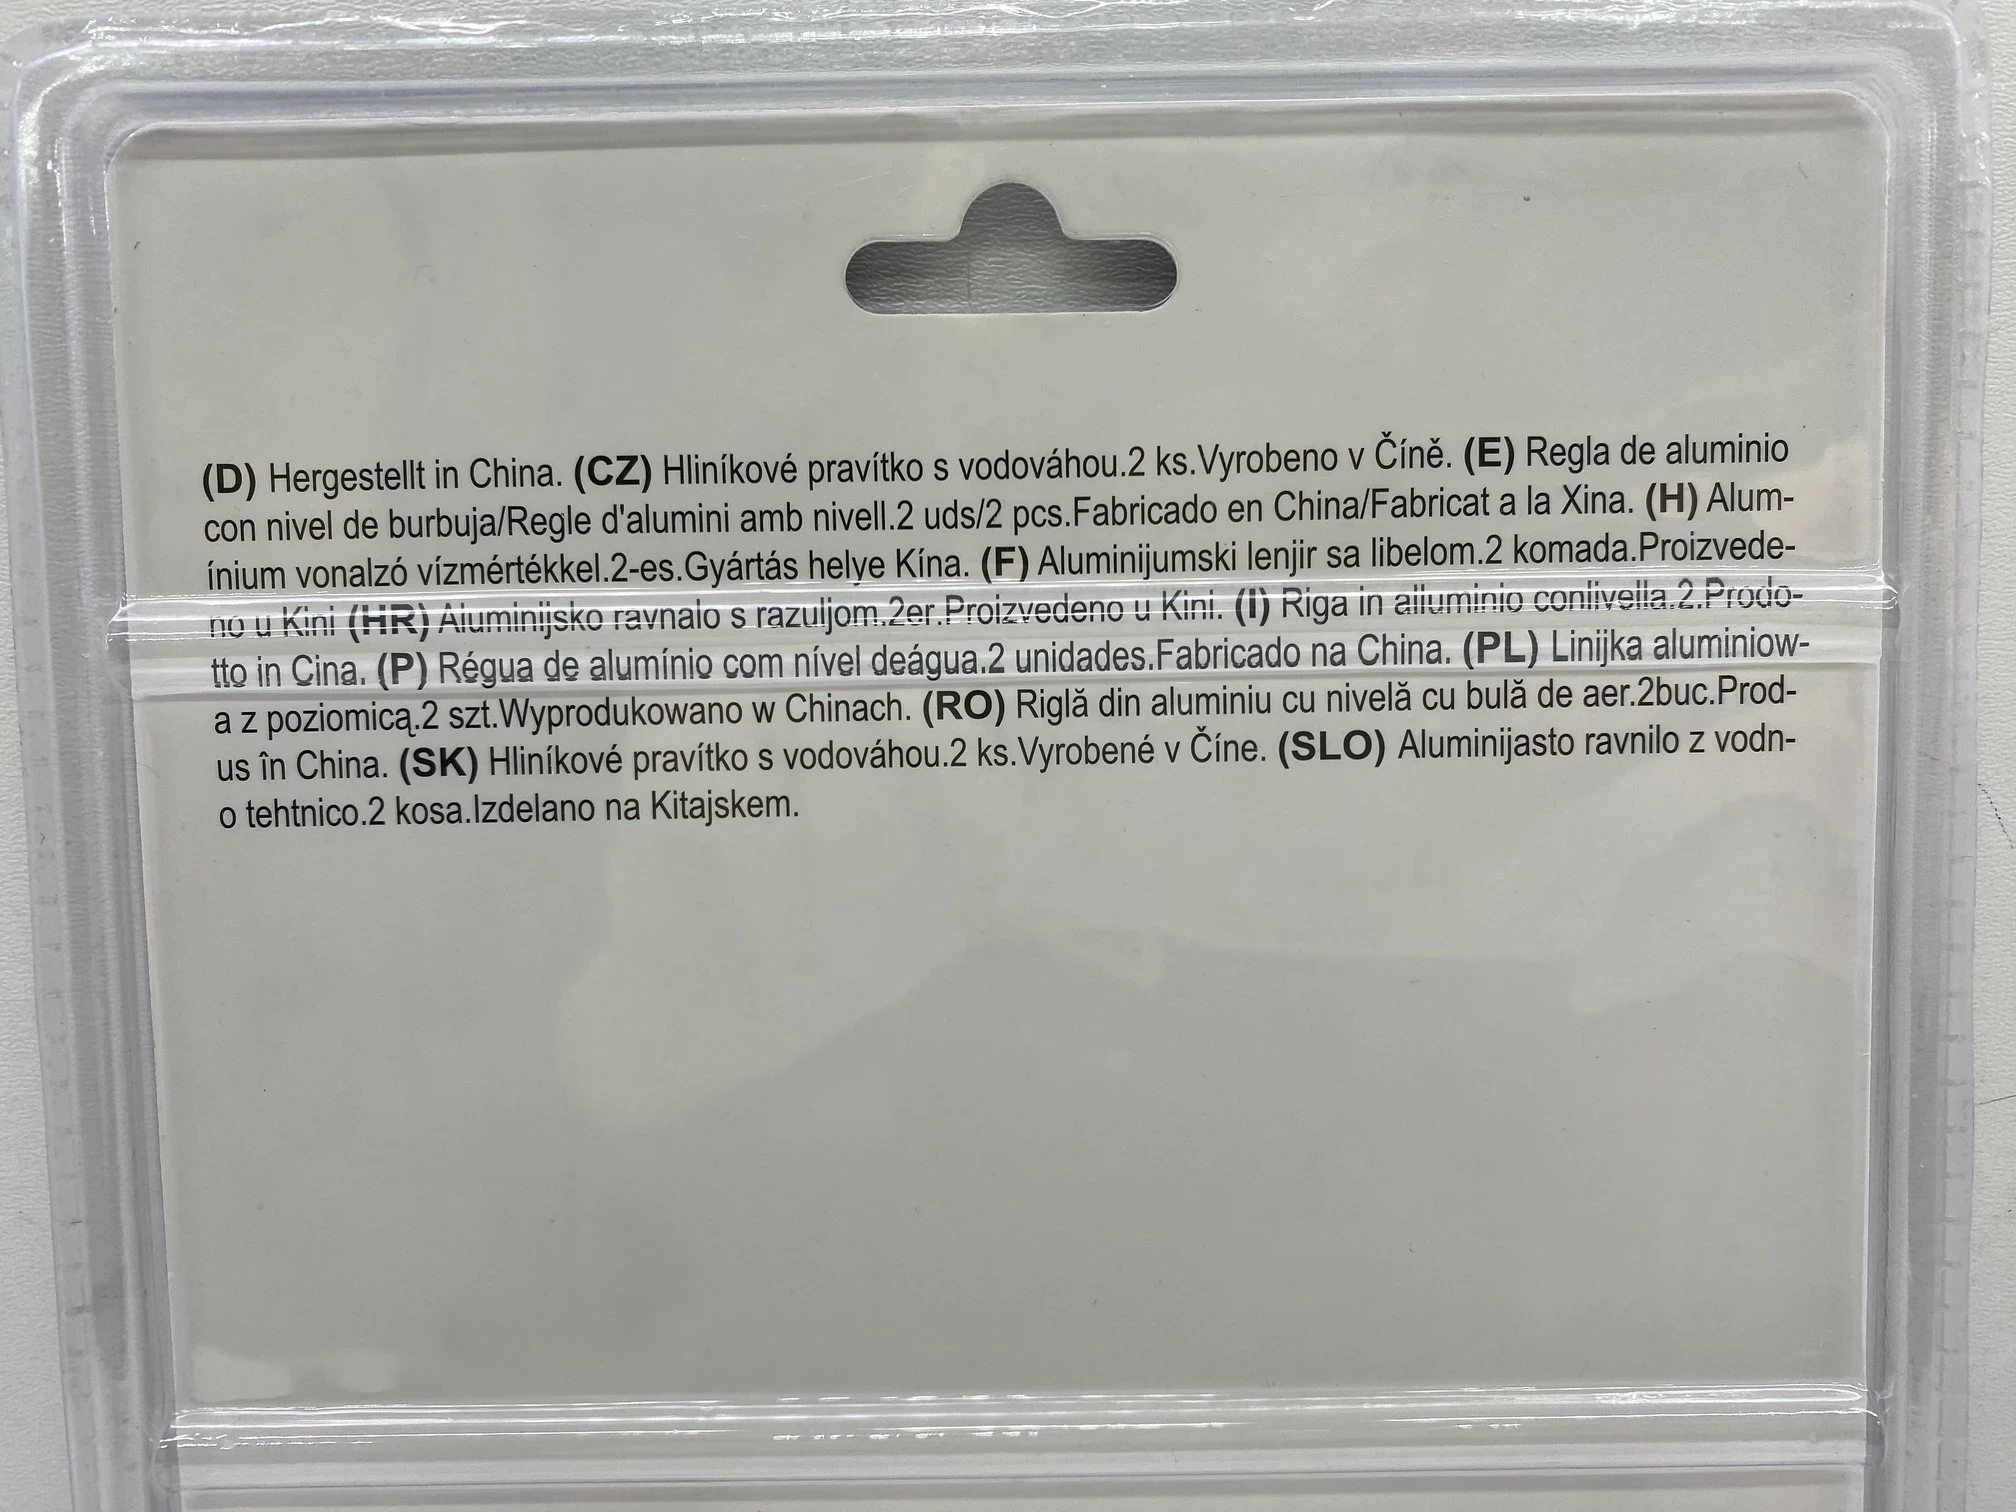 (D) Hergestellt in China. (CZ) Hliníkové pravítko s vodováhou.2 ks.Vyrobeno v Číně. (E) Regla de aluminio
con nivel de burbuja/Regle d'alumini amb nivell.2 uds/2 pcs.Fabricado en China/Fabricat a la Xina. (H) Alum-
ínium vonalzó vízmértékkel.2-es.Gyártás helye Kína. (F) Aluminijumski lenjir sa libelom.2 komada.Proizvede-
no u Kini (HR) Aluminijsko ravnalo s razuljom.2er.Proizvedeno u Kini. (I) Riga in alluminio conlivella.2.Prodo-
tto in Cina. (P) Régua de alumínio com nível deágua.2 unidades.Fabricado na China. (PL) Linijka aluminiow-
a z poziomicą.2 szt.Wyprodukowano w Chinach. (RO) Riglă din aluminiu cu nivelă cu bulă de aer.2buc.Prod-
us în China. (SK) Hliníkové pravítko s vodováhou.2 ks.Vyrobené v Číne. (SLO) Aluminijasto ravnilo z vodn-
o tehtnico.2 kosa.Izdelano na Kitajskem.